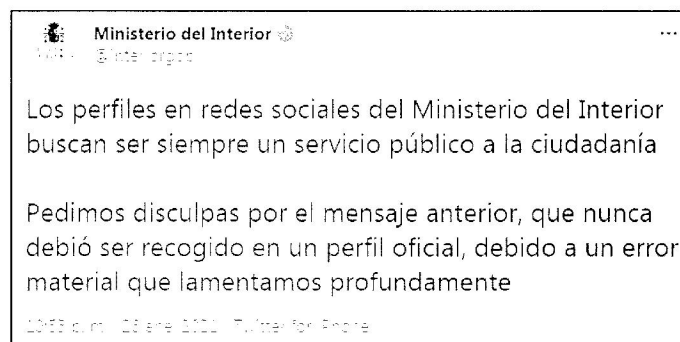 Ministerio del Interior
...
Los perfiles en redes sociales del Ministerio del Interior
buscan ser siempre un servicio público a la ciudadanía
Pedimos disculpas por el mensaje anterior, que nunca
debió ser recogido en un perfil oficial, debido a un error
material que lamentamos profundamente